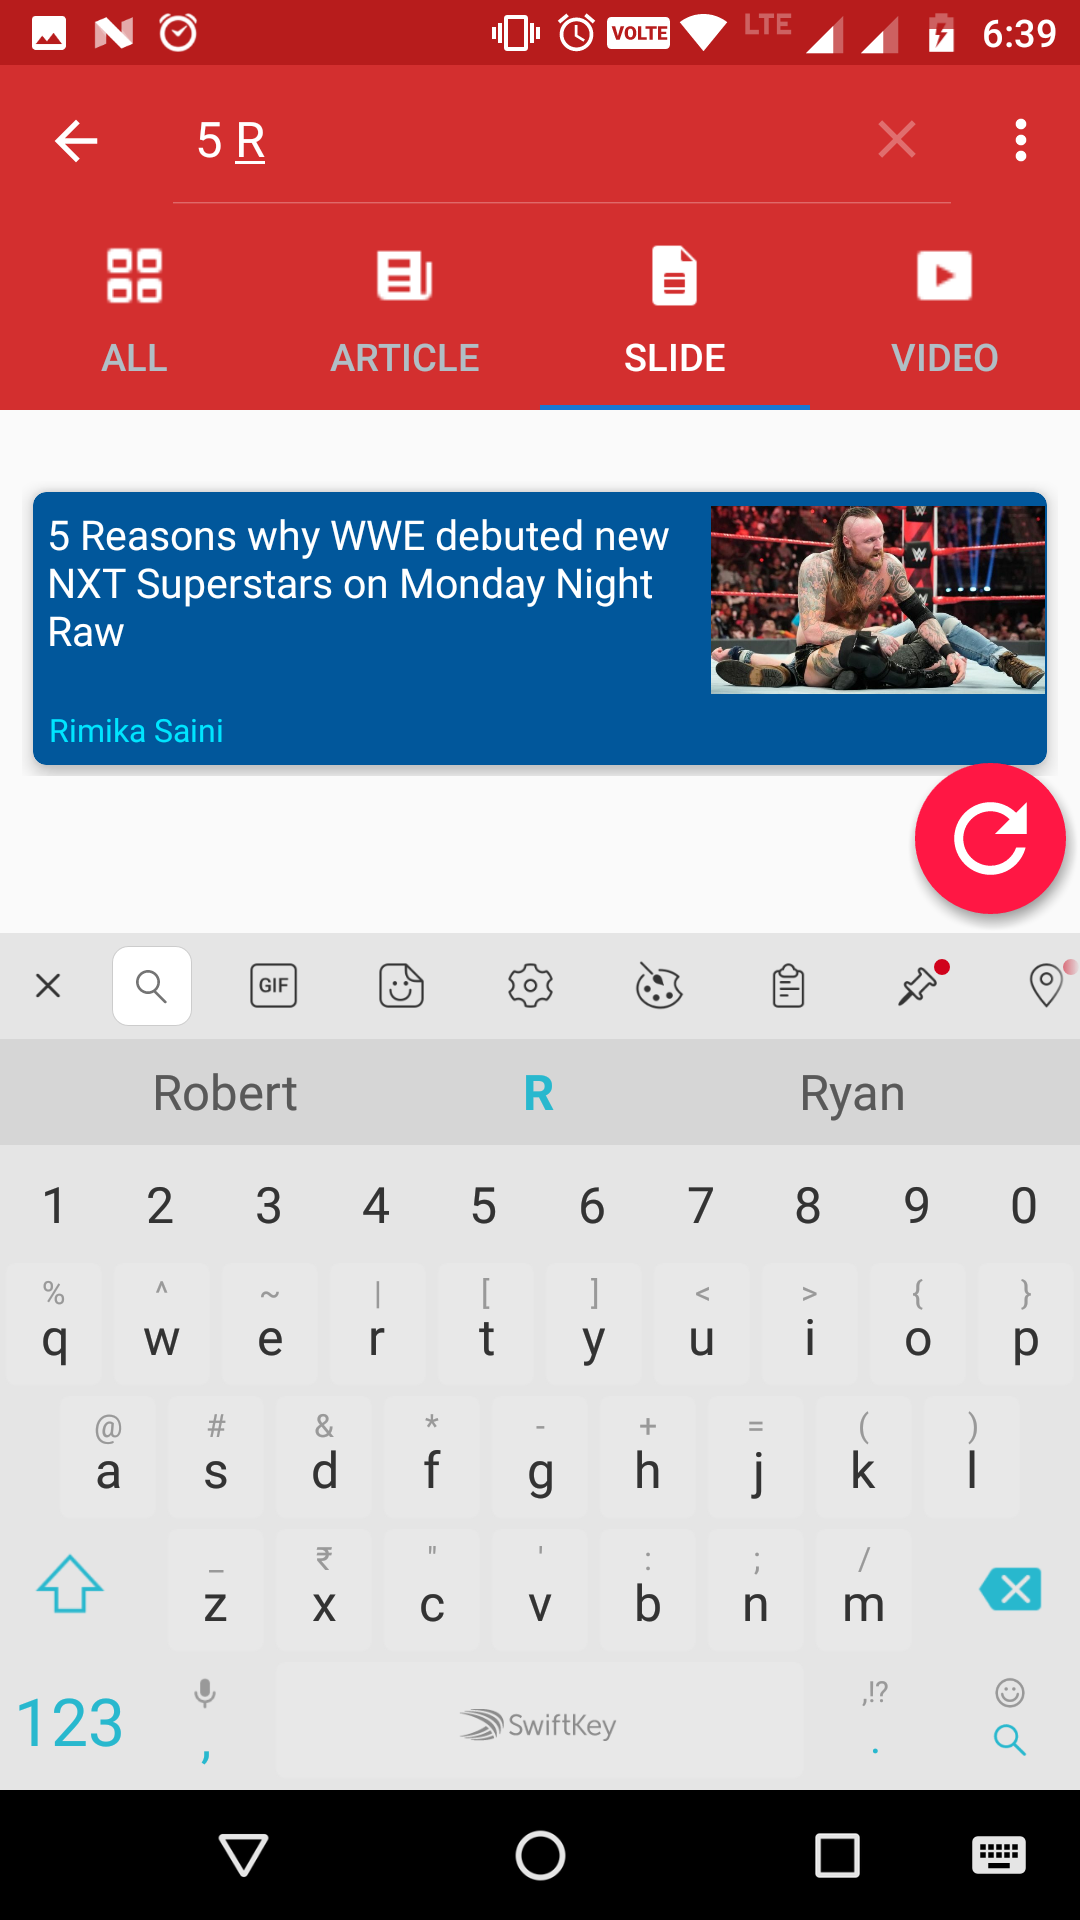 VOLTE LTE 6:39
5 R
ALL ARTICLE SLIDE VIDEO
5 Reasons why WWE debuted new
NXT Superstars on Monday Night
Raw
Rimika Saini
GIF
Robert R Ryan
1 2 3 4 5 6 7 8 9 0
% ^ ~ | [ ] < > { }
q w e r t y u i o p
@ # & * - + = ( )
a s d f g h j k l
_ ₹ " ' : ; /
z x c v b n m
123 , SwiftKey ,!? .